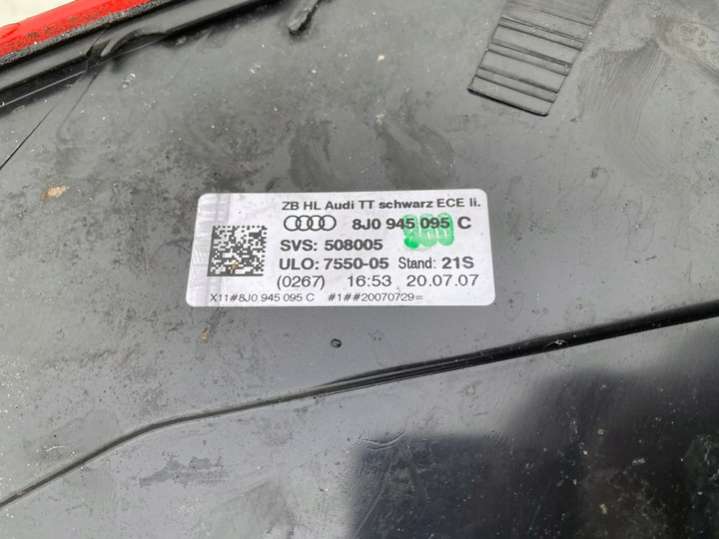 ZB HL Audi TT schwarz ECE li.
8J0 945 095 C
SVS: 508005
ULO: 7550-05 Stand: 21S
(0267) 16:53 20.07.07
X11#8J0 945 095 C #1##20070729=